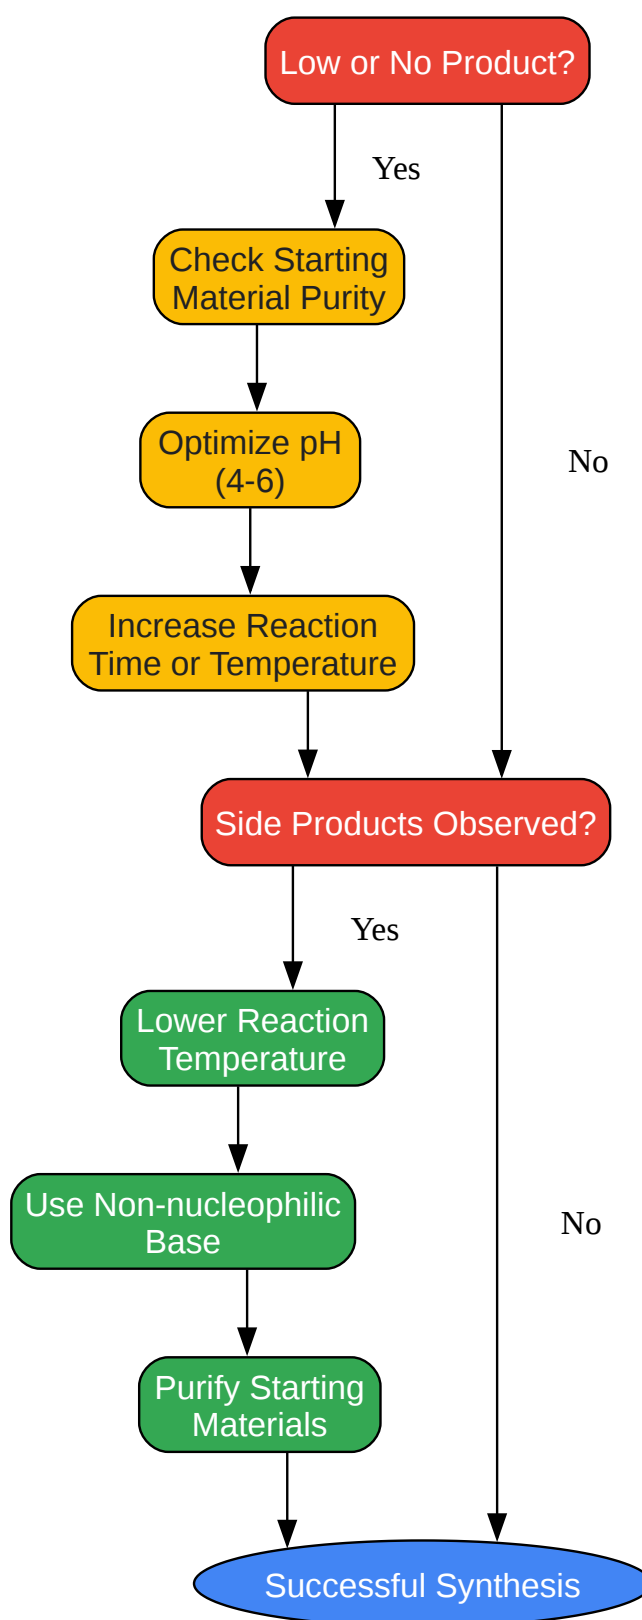 Low or No Product?
Yes
Check Starting
Material Purity
Optimize pH
(4-6)
No
Increase Reaction
Time or Temperature
Side Products Observed?
Yes
Lower Reaction
Temperature
Use Non-nucleophilic
Base
No
Purify Starting
Materials
Successful Synthesis